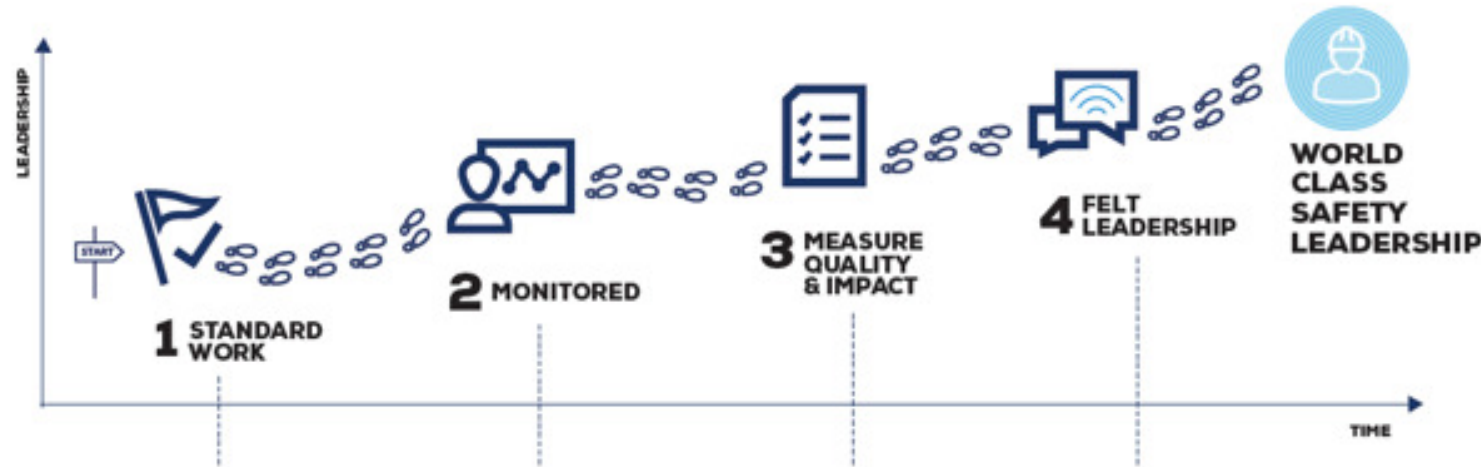 LEADERSHIP
START
1 STANDARD
WORK
2 MONITORED
3 MEASURE
QUALITY
& IMPACT
4 FELT
LEADERSHIP
WORLD
CLASS
SAFETY
LEADERSHIP
TIME